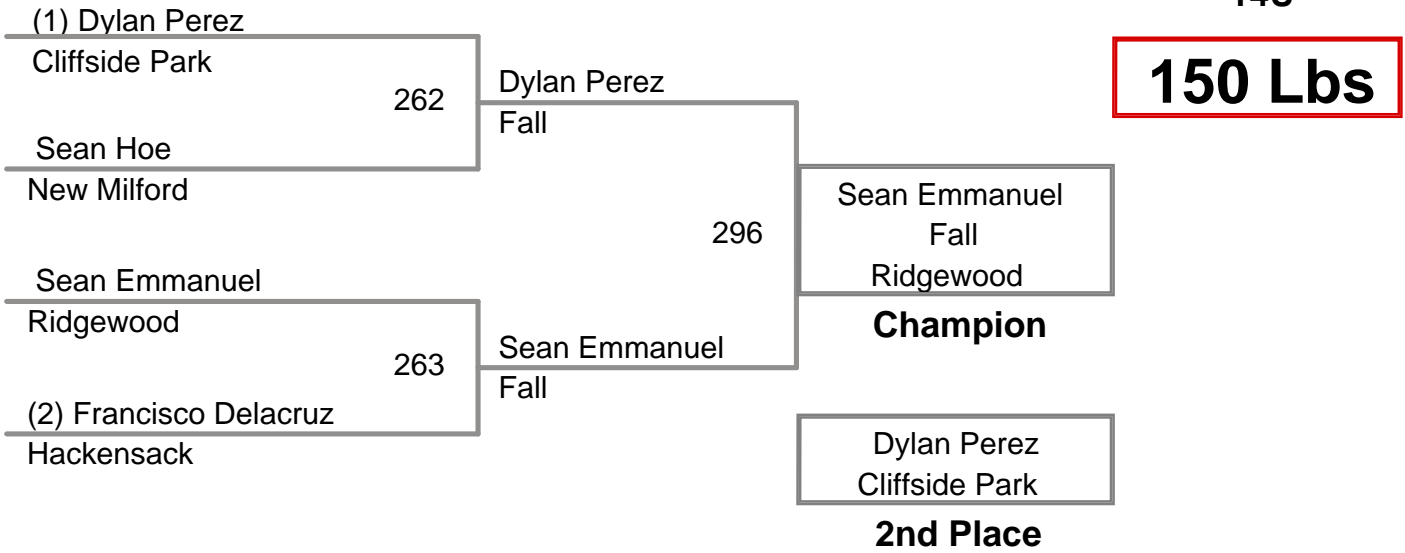 (1) Dylan Perez
Cliffside Park
262
Sean Hoe
New Milford
Dylan Perez
Fall
Sean Emmanuel
Ridgewood
263
(2) Francisco Delacruz
Hackensack
Sean Emmanuel
Fall
296
Sean Emmanuel
Fall
Ridgewood
Champion
Dylan Perez
Cliffside Park
2nd Place
150 Lbs